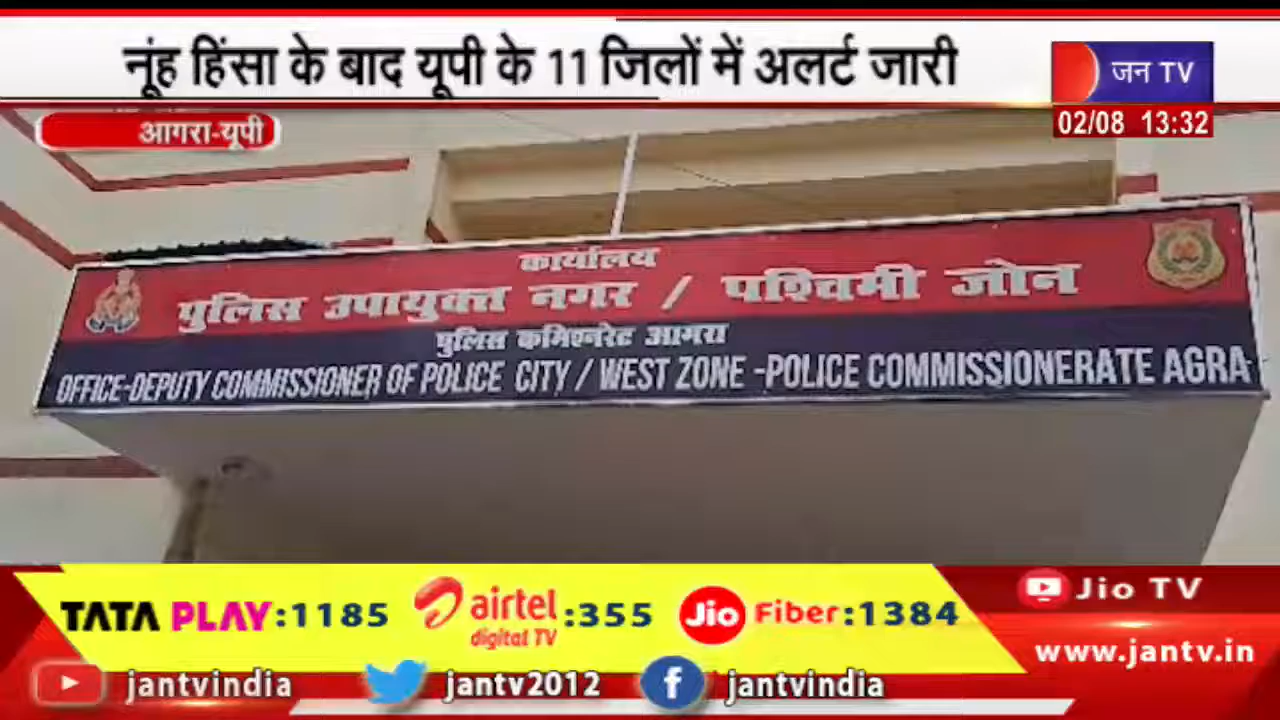 नूंह हिंसा के बाद यूपी के 11 जिलों में अलर्ट जारी
जन TV
02/08 13:32
आगरा-यूपी
कार्यालय
पुलिस उपायुक्त नगर / पश्चिमी जोन
पुलिस कमिश्नरेट आगरा
OFFICE-DEPUTY COMMISSIONER OF POLICE CITY / WEST ZONE -POLICE COMMISSIONERATE AGRA
TATA PLAY:1185 airtel digital TV :355 Jio Fiber:1384
Jio TV
www.jantv.in
jantvindia jantv2012 jantvindia